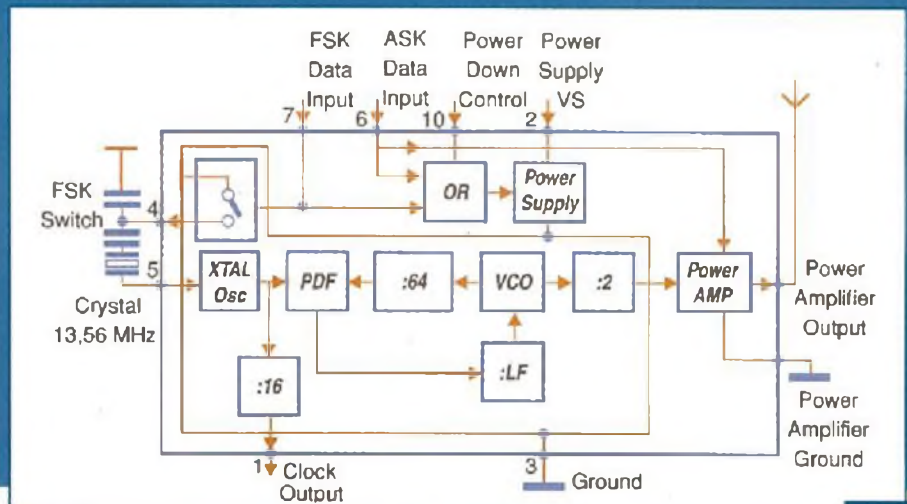 FSK ASK Power Power
Data Data Down Supply
Input Input Control VS
7 6 10 2
OR
Power
Supply
FSK
Switch
4
5
XTAL
Osc
PDF
:64
VCO
:2
Power
AMP
Power
Amplifier
Output
Crystal
13,56 MHz
:16
:LF
Power
Amplifier
Ground
1 Clock
Output
3 Ground